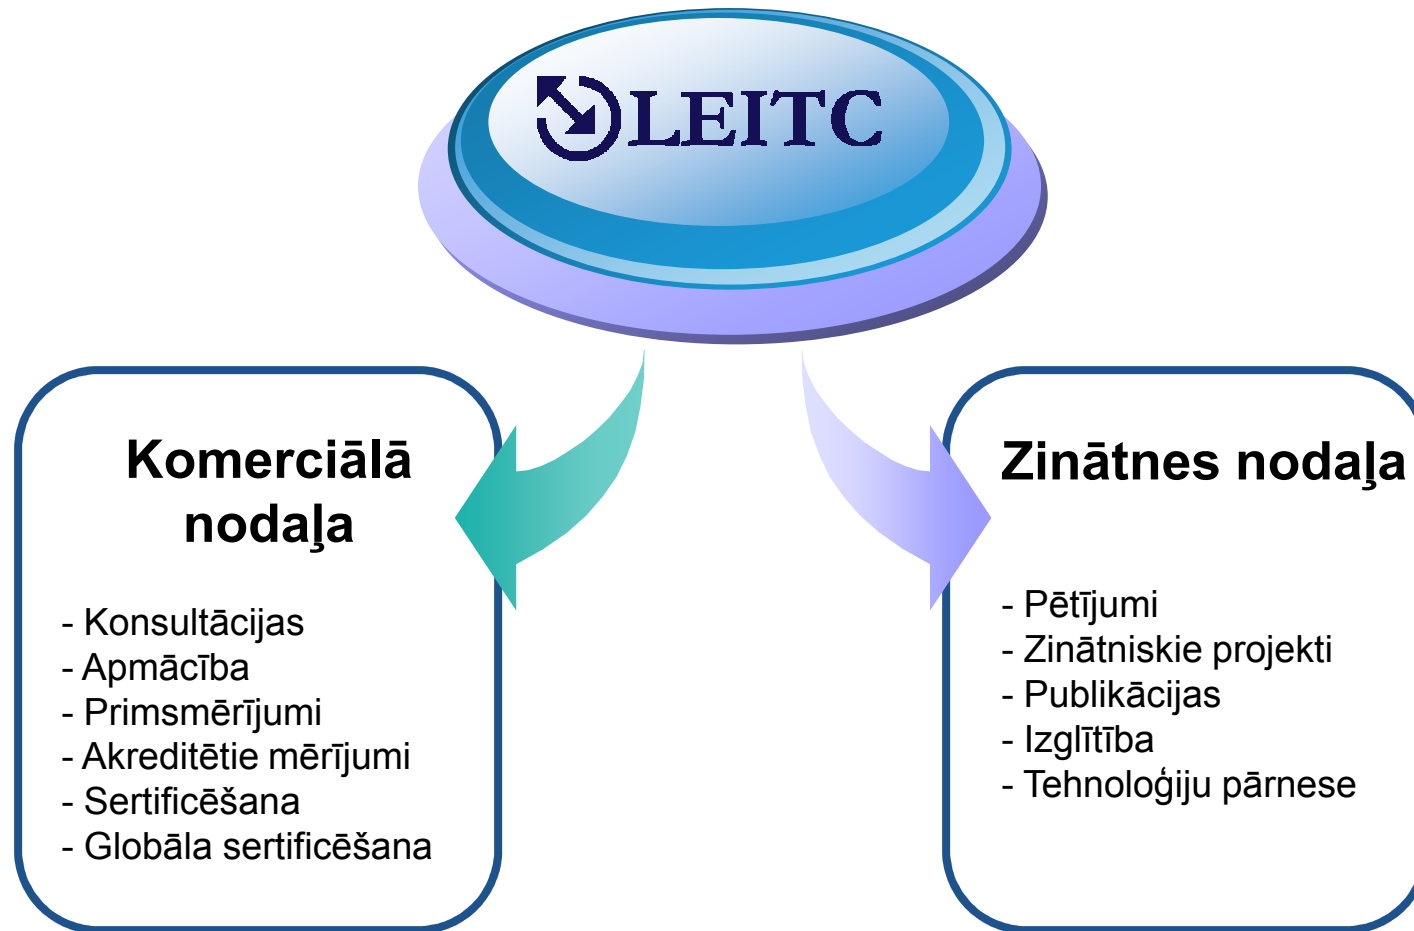 LEITC
Komerciālā
nodaļa
- Konsultācijas
- Apmācība
- Primsmērījumi
- Akreditētie mērījumi
- Sertificēšana
- Globāla sertificēšana
Zinātnes nodaļa
- Pētījumi
- Zinātniskie projekti
- Publikācijas
- Izglītība
- Tehnoloģiju pārnese